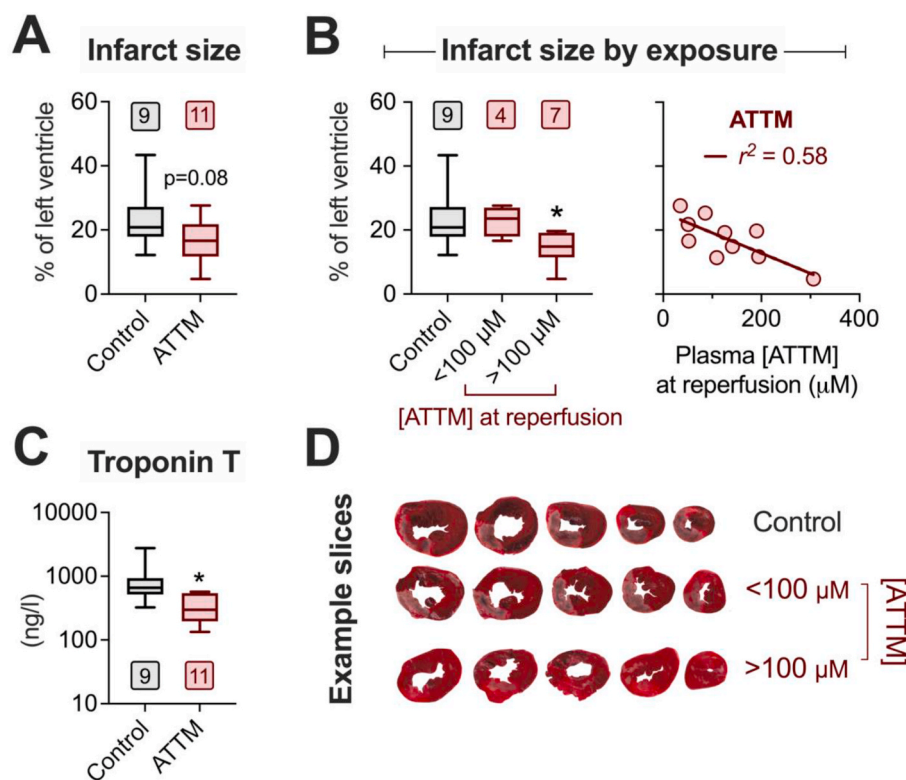 A
Infarct size
% of left ventricle
60
40
20
0
9
11
p=0.08
Control
ATTM
B
Infarct size by exposure
% of left ventricle
60
40
20
0
9
4
7
*
Control
<100 µM
>100 µM
[ATTM] at reperfusion
ATTM
r² = 0.58
0
200
400
Plasma [ATTM]
at reperfusion (µM)
C
Troponin T
(ng/l)
10000
1000
100
10
*
9
11
Control
ATTM
D
Example slices
Control
<100 µM
>100 µM
[ATTM]